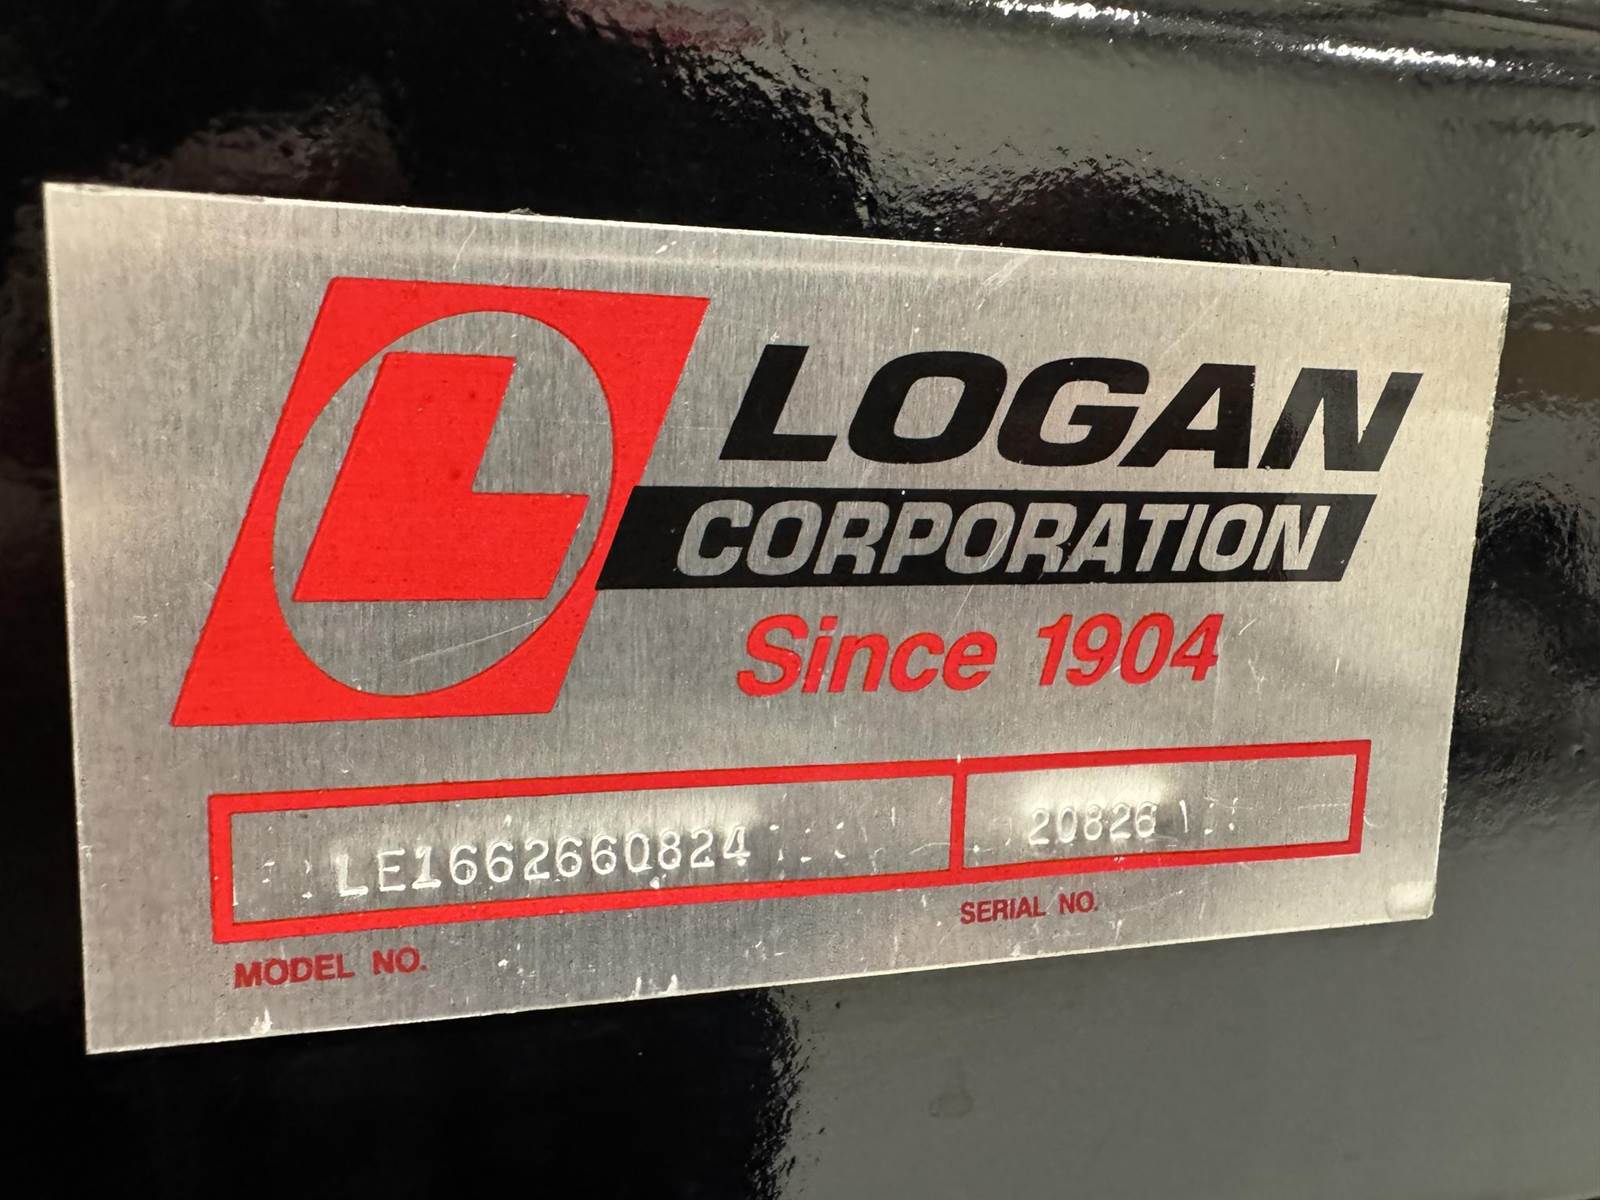 L
LOGAN
CORPORATION
Since 1904
LE1662660824
20826
MODEL NO.
SERIAL NO.